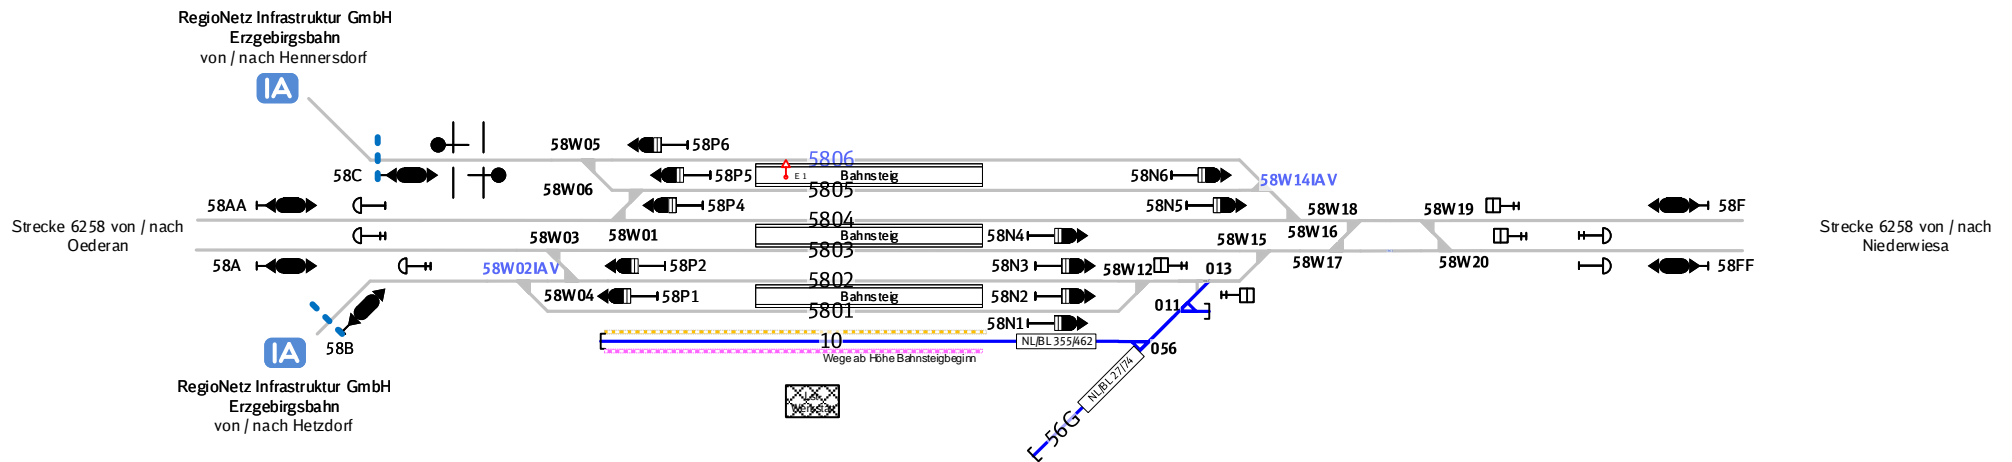 RegioNetz Infrastruktur GmbH
Erzgebirgsbahn
von / nach Hennersdorf
IA
58W05
58P6
5806
58C
58P5
E 1
Bahnsteig
58N6
58W14IAV
58W06
5805
58AA
58P4
58N5
58W18
58W19
58F
5804
Strecke 6258 von / nach
Oederan
58W03
58W01
Bahnsteig
58N4
58W15
58W16
Strecke 6258 von / nach
Niederwiesa
5803
58A
58W02IAV
58P2
58N3
58W12
013
58W17
58W20
58FF
5802
58W04
58P1
Bahnsteig
58N2
011
5801
58N1
58B
10
NL/BL 355/462
056
IA
Wege ab Höhe Bahnsteigbeginn
NL/BL 27/74
RegioNetz Infrastruktur GmbH
Erzgebirgsbahn
von / nach Hetzdorf
56G